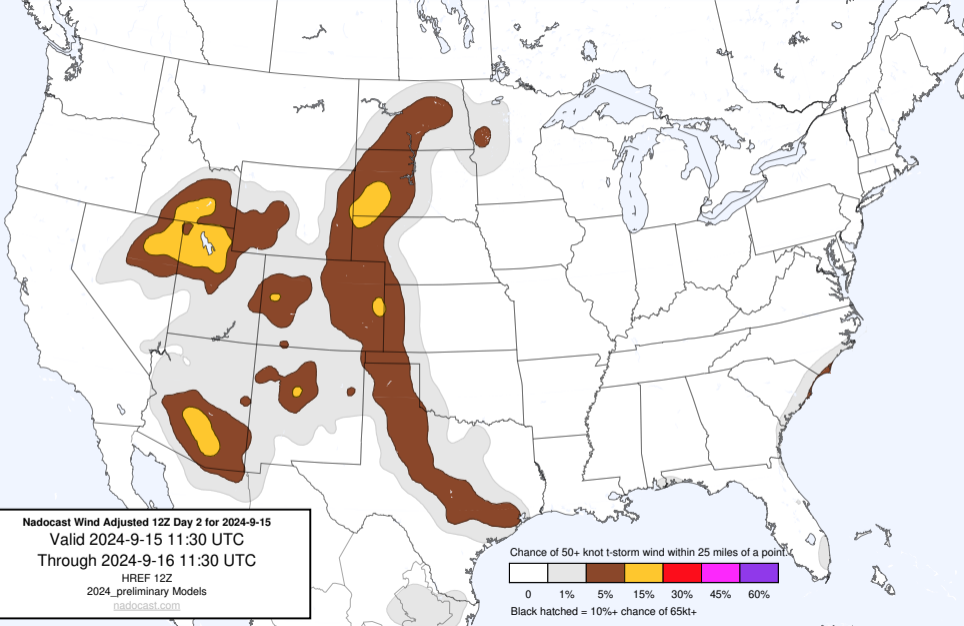 Nadocast Wind Adjusted 12Z Day 2 for 2024-9-15
Valid 2024-9-15 11:30 UTC
Through 2024-9-16 11:30 UTC
HREF 12Z
2024_preliminary Models
nadocast.com
Chance of 50+ knot t-storm wind within 25 miles of a point.
0 1% 5% 15% 30% 45% 60%
Black hatched = 10%+ chance of 65kt+